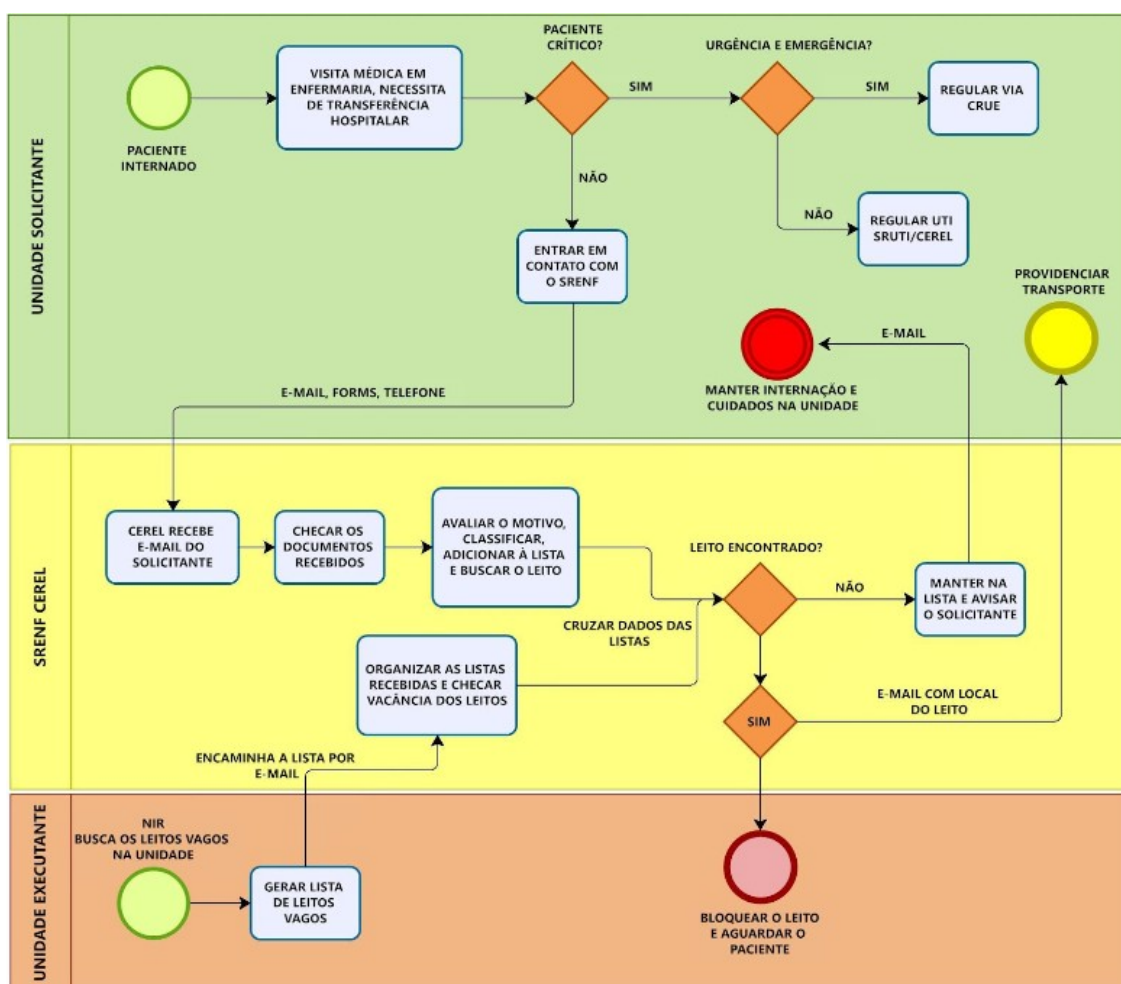 UNIDADE SOLICITANTE
PACIENTE
INTERNADO
VISITA MÉDICA EM
ENFERMARIA, NECESSITA
DE TRANSFERÊNCIA
HOSPITALAR
PACIENTE
CRÍTICO?
SIM
URGÊNCIA E EMERGÊNCIA?
SIM
REGULAR VIA
CRUE
NÃO
NÃO
REGULAR UTI
SRUTI/CEREL
ENTRAR EM
CONTATO COM
O SRENF
PROVIDENCIAR
TRANSPORTE
E-MAIL
MANTER INTERNAÇÃO E
CUIDADOS NA UNIDADE
E-MAIL, FORMS, TELEFONE
SRENF CEREL
CEREL RECEBE
E-MAIL DO
SOLICITANTE
CHECAR OS
DOCUMENTOS
RECEBIDOS
AVALIAR O MOTIVO,
CLASSIFICAR,
ADICIONAR À LISTA
E BUSCAR O LEITO
LEITO ENCONTRADO?
NÃO
MANTER NA
LISTA E AVISAR
O SOLICITANTE
CRUZAR DADOS DAS
LISTAS
ORGANIZAR AS LISTAS
RECEBIDAS E CHECAR
VACÂNCIA DOS LEITOS
SIM
E-MAIL COM LOCAL
DO LEITO
ENCAMINHA A LISTA POR
E-MAIL
UNIDADE EXECUTANTE
NIR
BUSCA OS LEITOS VAGOS
NA UNIDADE
GERAR LISTA
DE LEITOS
VAGOS
BLOQUEAR O LEITO
E AGUARDAR O
PACIENTE